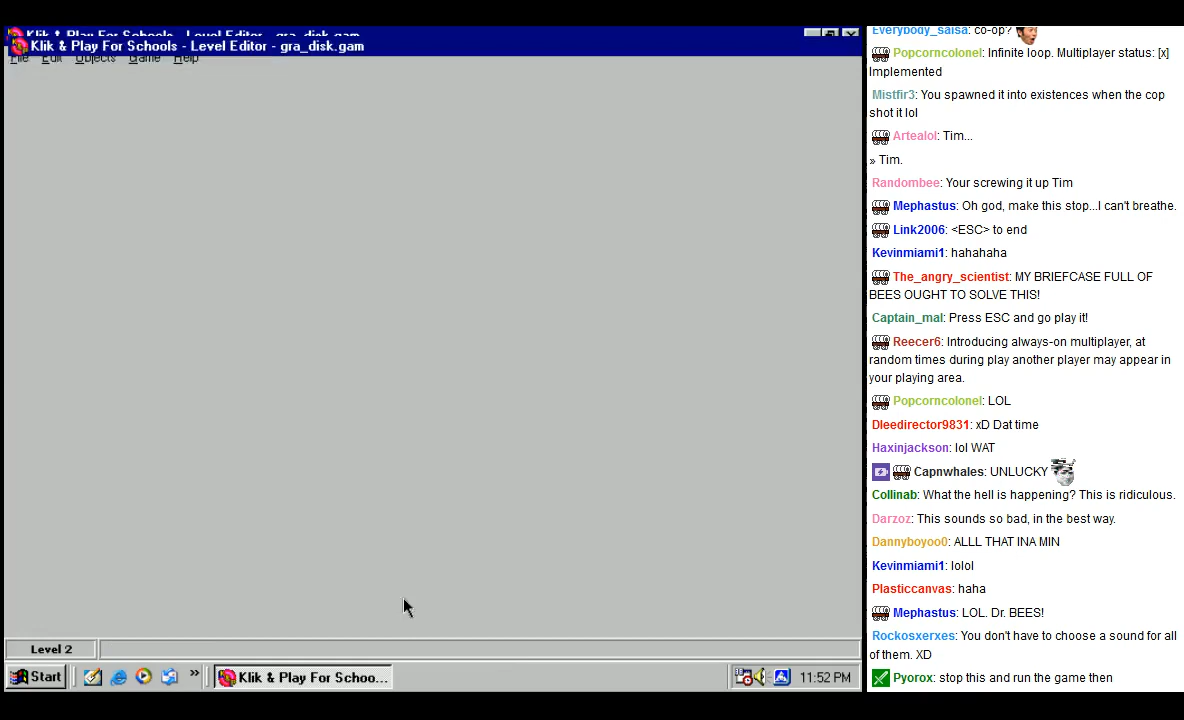 Klik & Play For Schools - Level Editor - gra_disk.gam
Klik & Play For Schools - Level Editor - gra_disk.gam
File Edit Objects Game Help
Level 2
Start
»
Klik & Play For Schoo...
11:52 PM
Everybody_salsa: co-op?
Popcorncolonel: Infinite loop. Multiplayer status: [x]
Implemented
Mistfir3: You spawned it into existences when the cop
shot it lol
Artealol: Tim...
» Tim.
Randombee: Your screwing it up Tim
Mephastus: Oh god, make this stop...I can't breathe.
Link2006: <ESC> to end
Kevinmiami1: hahahaha
The_angry_scientist: MY BRIEFCASE FULL OF
BEES OUGHT TO SOLVE THIS!
Captain_mal: Press ESC and go play it!
Reecer6: Introducing always-on multiplayer, at
random times during play another player may appear in
your playing area.
Popcorncolonel: LOL
Dleedirector9831: xD Dat time
Haxinjackson: lol WAT
Capnwhales: UNLUCKY
Collinab: What the hell is happening? This is ridiculous.
Darzoz: This sounds so bad, in the best way.
Dannyboyoo0: ALLL THAT INA MIN
Kevinmiami1: lolol
Plasticcanvas: haha
Mephastus: LOL. Dr. BEES!
Rockosxerxes: You don't have to choose a sound for all
of them. XD
Pyorox: stop this and run the game then